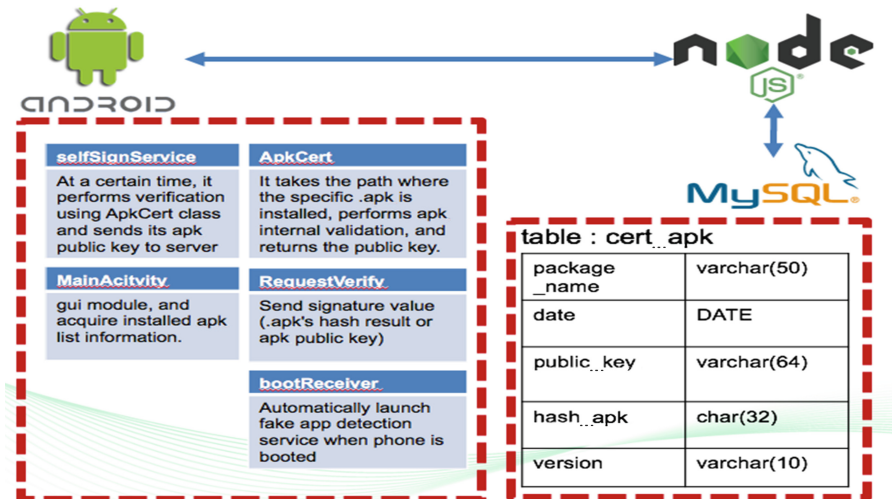 ANDROID
node
JS
MySQL
selfSignService
At a certain time, it
performs verification
using ApkCert class
and sends its apk
public key to server
ApkCert
It takes the path where
the specific .apk is
installed, performs apk
internal validation, and
returns the public key.
MainAcitvity
gui module, and
acquire installed apk
list information.
RequestVerify
Send signature value
(.apk's hash result or
apk public key)
bootReceiver
Automatically launch
fake app detection
service when phone is
booted
table : cert_apk
package
_name
varchar(50)
date
DATE
public_key
varchar(64)
hash_apk
char(32)
version
varchar(10)